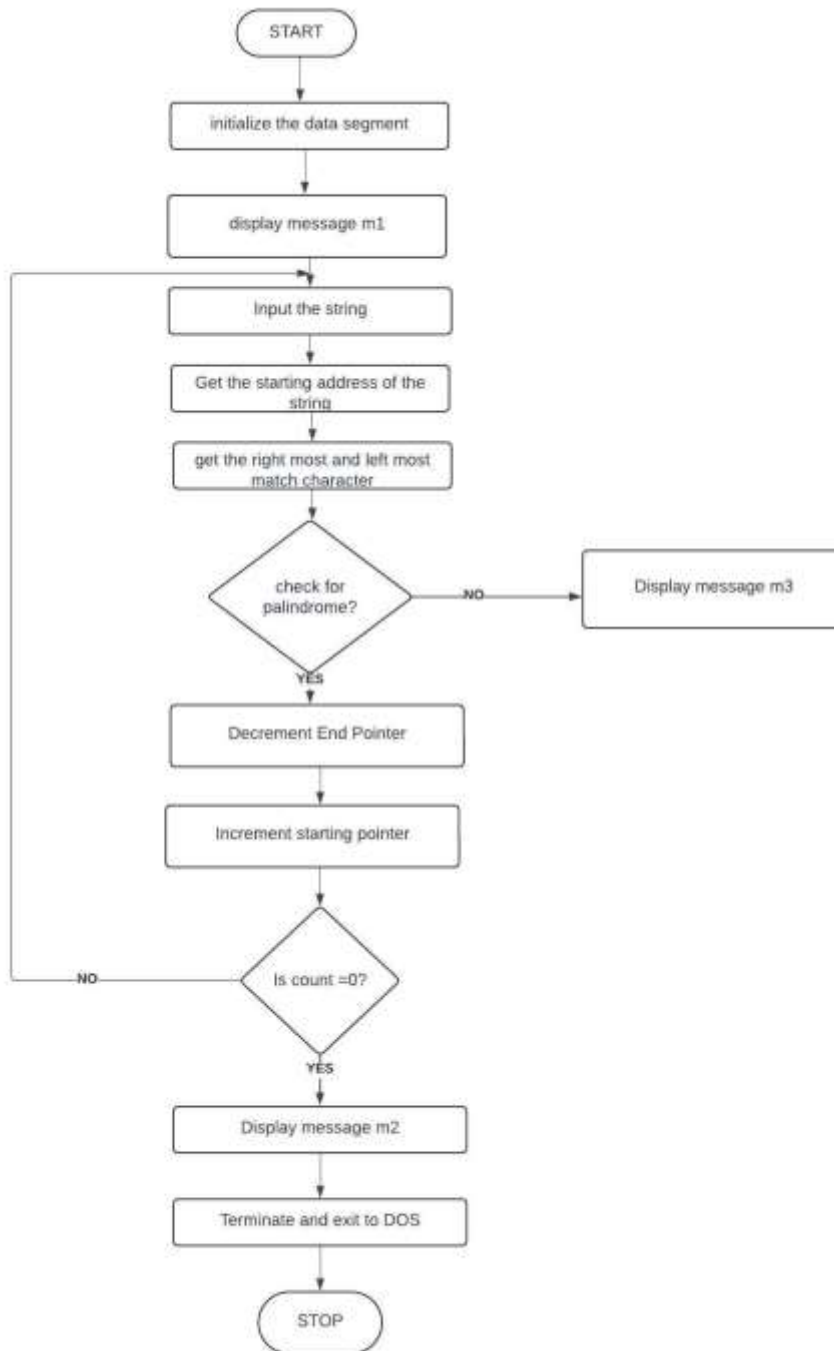 START
initialize the data segment
display message m1
Input the string
Get the starting address of the
string
get the right most and left most
match character
check for
palindrome?
NO
Display message m3
YES
Decrement End Pointer
Increment starting pointer
Is count =0?
NO
YES
Display message m2
Terminate and exit to DOS
STOP